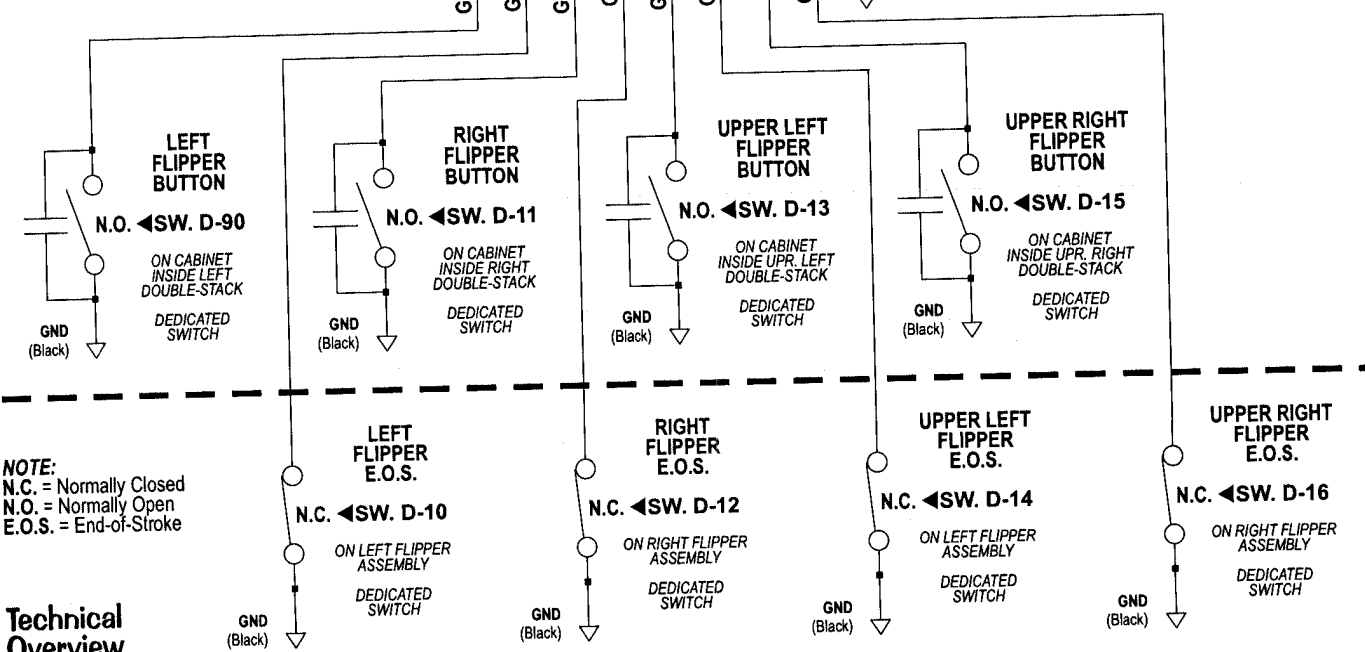 LEFT
FLIPPER
BUTTON
N.O. ◄SW. D-90
ON CABINET
INSIDE LEFT
DOUBLE-STACK
DEDICATED
SWITCH
GND
(Black)
RIGHT
FLIPPER
BUTTON
N.O. ◄SW. D-11
ON CABINET
INSIDE RIGHT
DOUBLE-STACK
DEDICATED
SWITCH
GND
(Black)
UPPER LEFT
FLIPPER
BUTTON
N.O. ◄SW. D-13
ON CABINET
INSIDE UPR. LEFT
DOUBLE-STACK
DEDICATED
SWITCH
GND
(Black)
UPPER RIGHT
FLIPPER
BUTTON
N.O. ◄SW. D-15
ON CABINET
INSIDE UPR. RIGHT
DOUBLE-STACK
DEDICATED
SWITCH
GND
(Black)
NOTE:
N.C. = Normally Closed
N.O. = Normally Open
E.O.S. = End-of-Stroke
LEFT
FLIPPER
E.O.S.
N.C. ◄SW. D-10
ON LEFT FLIPPER
ASSEMBLY
DEDICATED
SWITCH
GND
(Black)
RIGHT
FLIPPER
E.O.S.
N.C. ◄SW. D-12
ON RIGHT FLIPPER
ASSEMBLY
DEDICATED
SWITCH
GND
(Black)
UPPER LEFT
FLIPPER
E.O.S.
N.C. ◄SW. D-14
ON LEFT FLIPPER
ASSEMBLY
DEDICATED
SWITCH
GND
(Black)
UPPER RIGHT
FLIPPER
E.O.S.
N.C. ◄SW. D-16
ON RIGHT FLIPPER
ASSEMBLY
DEDICATED
SWITCH
GND
(Black)
Technical
Overview